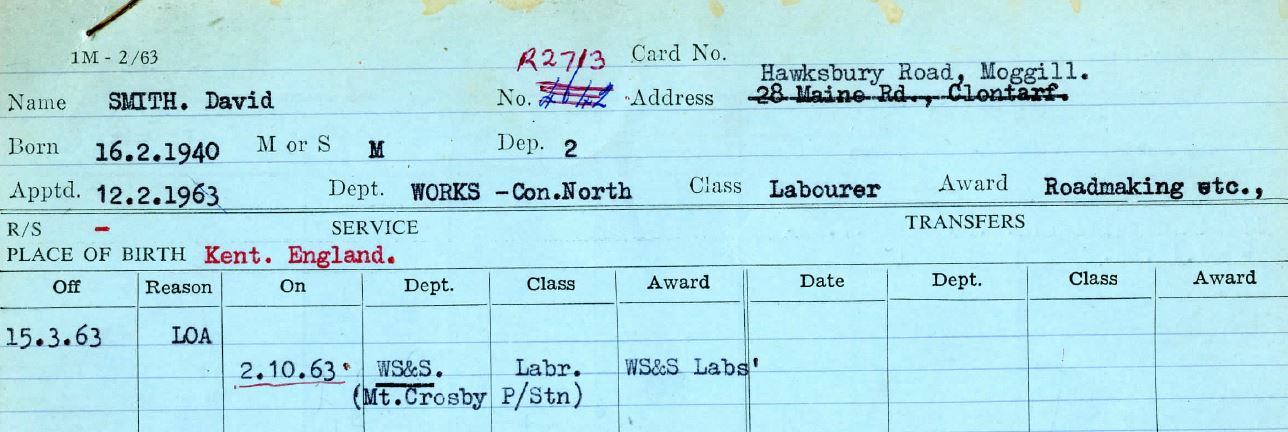 1M - 2/63
R2713 Card No.
Hawksbury Road, Moggill.
Name SMITH. David No. Address 28 Maine Rd., Clontarf.
Born 16.2.1940 M or S M Dep. 2
Apptd. 12.2.1963 Dept. WORKS -Con.North Class Labourer Award Roadmaking etc.,
R/S - SERVICE TRANSFERS
PLACE OF BIRTH Kent. England.
Off Reason On Dept. Class Award Date Dept. Class Award
15.3.63 LOA
2.10.63 WS&S. Labr. WS&S Labs'
(Mt.Crosby P/Stn)